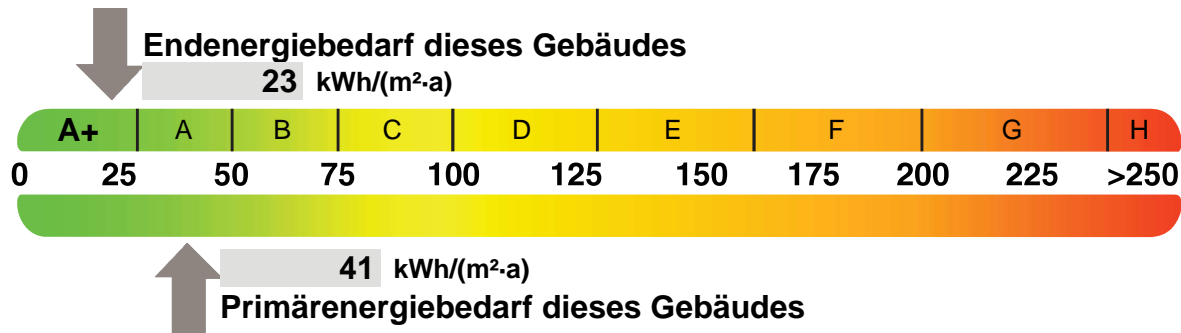 Endenergiebedarf dieses Gebäudes
23 kWh/(m²·a)
A+ A B C D E F G H
0 25 50 75 100 125 150 175 200 225 >250
41 kWh/(m²·a)
Primärenergiebedarf dieses Gebäudes